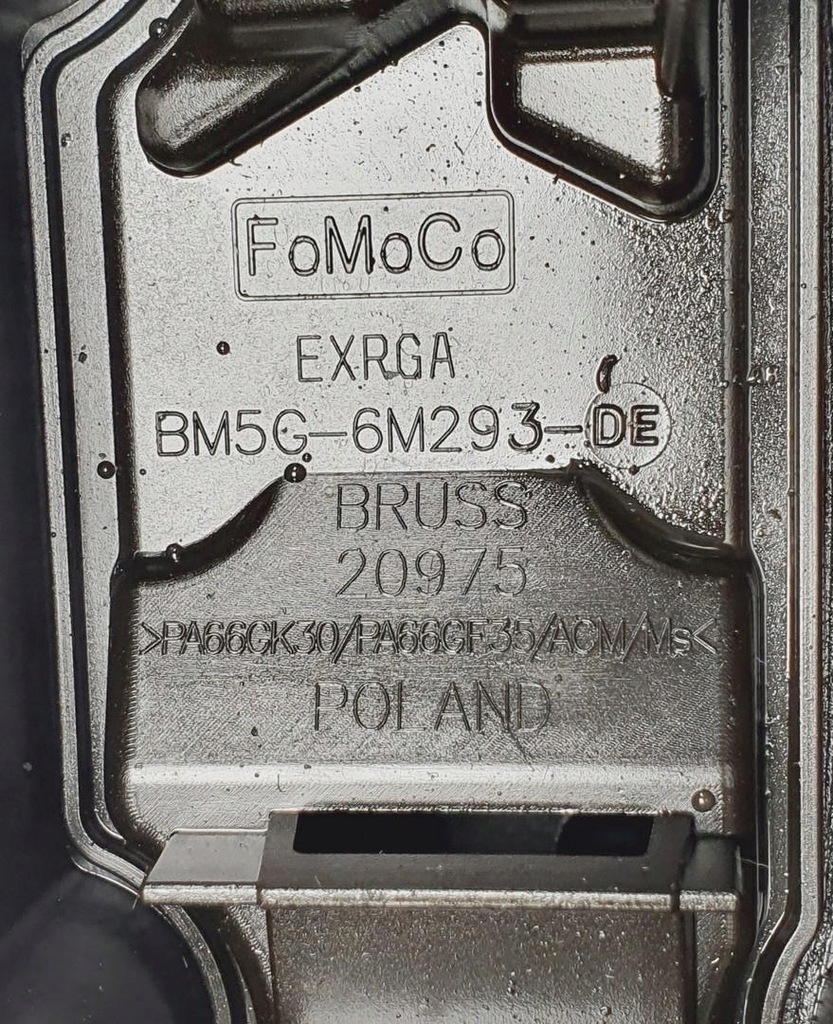 FoMoCo
EXRGA
BM5G-6M293-DE
BRUSS
20975
>PA66GK30/PA66GF35/ACM/Ms<
POLAND